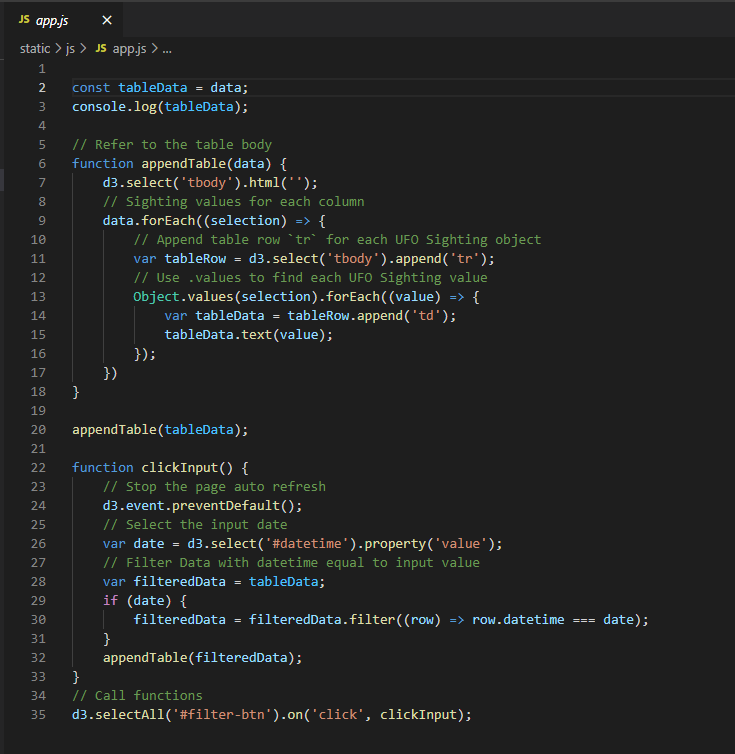 JS app.js ×
static > js > JS app.js > ...
1
2 const tableData = data;
3 console.log(tableData);
4
5 // Refer to the table body
6 function appendTable(data) {
7     d3.select('tbody').html('');
8     // Sighting values for each column
9     data.forEach((selection) => {
10         // Append table row `tr` for each UFO Sighting object
11         var tableRow = d3.select('tbody').append('tr');
12         // Use .values to find each UFO Sighting value
13         Object.values(selection).forEach((value) => {
14             var tableData = tableRow.append('td');
15             tableData.text(value);
16         });
17     })
18 }
19
20 appendTable(tableData);
21
22 function clickInput() {
23     // Stop the page auto refresh
24     d3.event.preventDefault();
25     // Select the input date
26     var date = d3.select('#datetime').property('value');
27     // Filter Data with datetime equal to input value
28     var filteredData = tableData;
29     if (date) {
30         filteredData = filteredData.filter((row) => row.datetime === date);
31     }
32     appendTable(filteredData);
33 }
34 // Call functions
35 d3.selectAll('#filter-btn').on('click', clickInput);